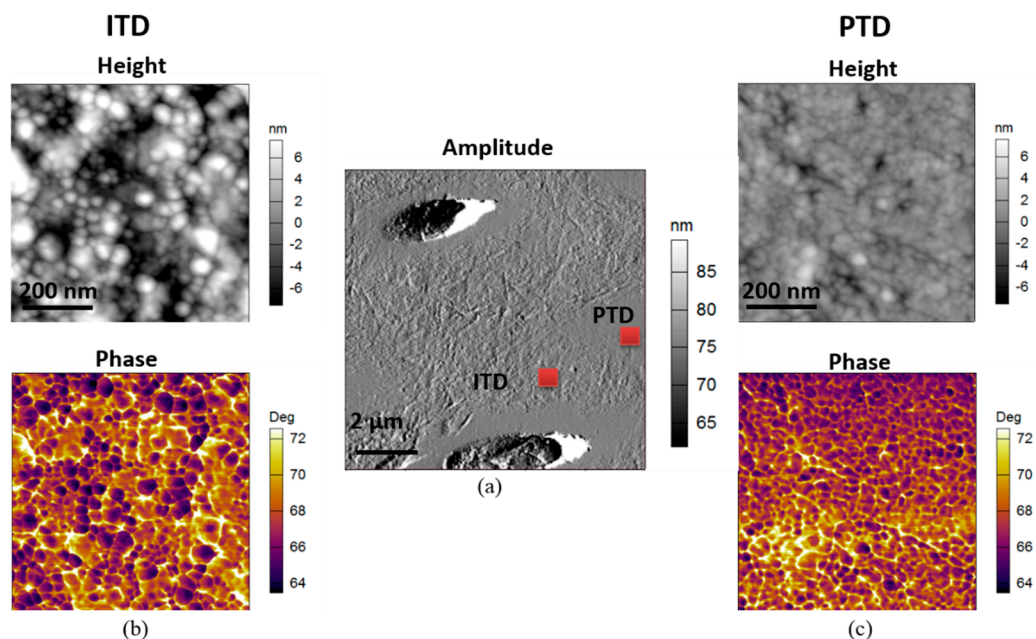 ITD
Height
nm
6
4
2
0
-2
-4
-6
200 nm
Phase
Deg
72
70
68
66
64
(b)
Amplitude
nm
85
80
75
70
65
PTD
ITD
2 µm
(a)
PTD
Height
nm
6
4
2
0
-2
-4
-6
200 nm
Phase
Deg
72
70
68
66
64
(c)